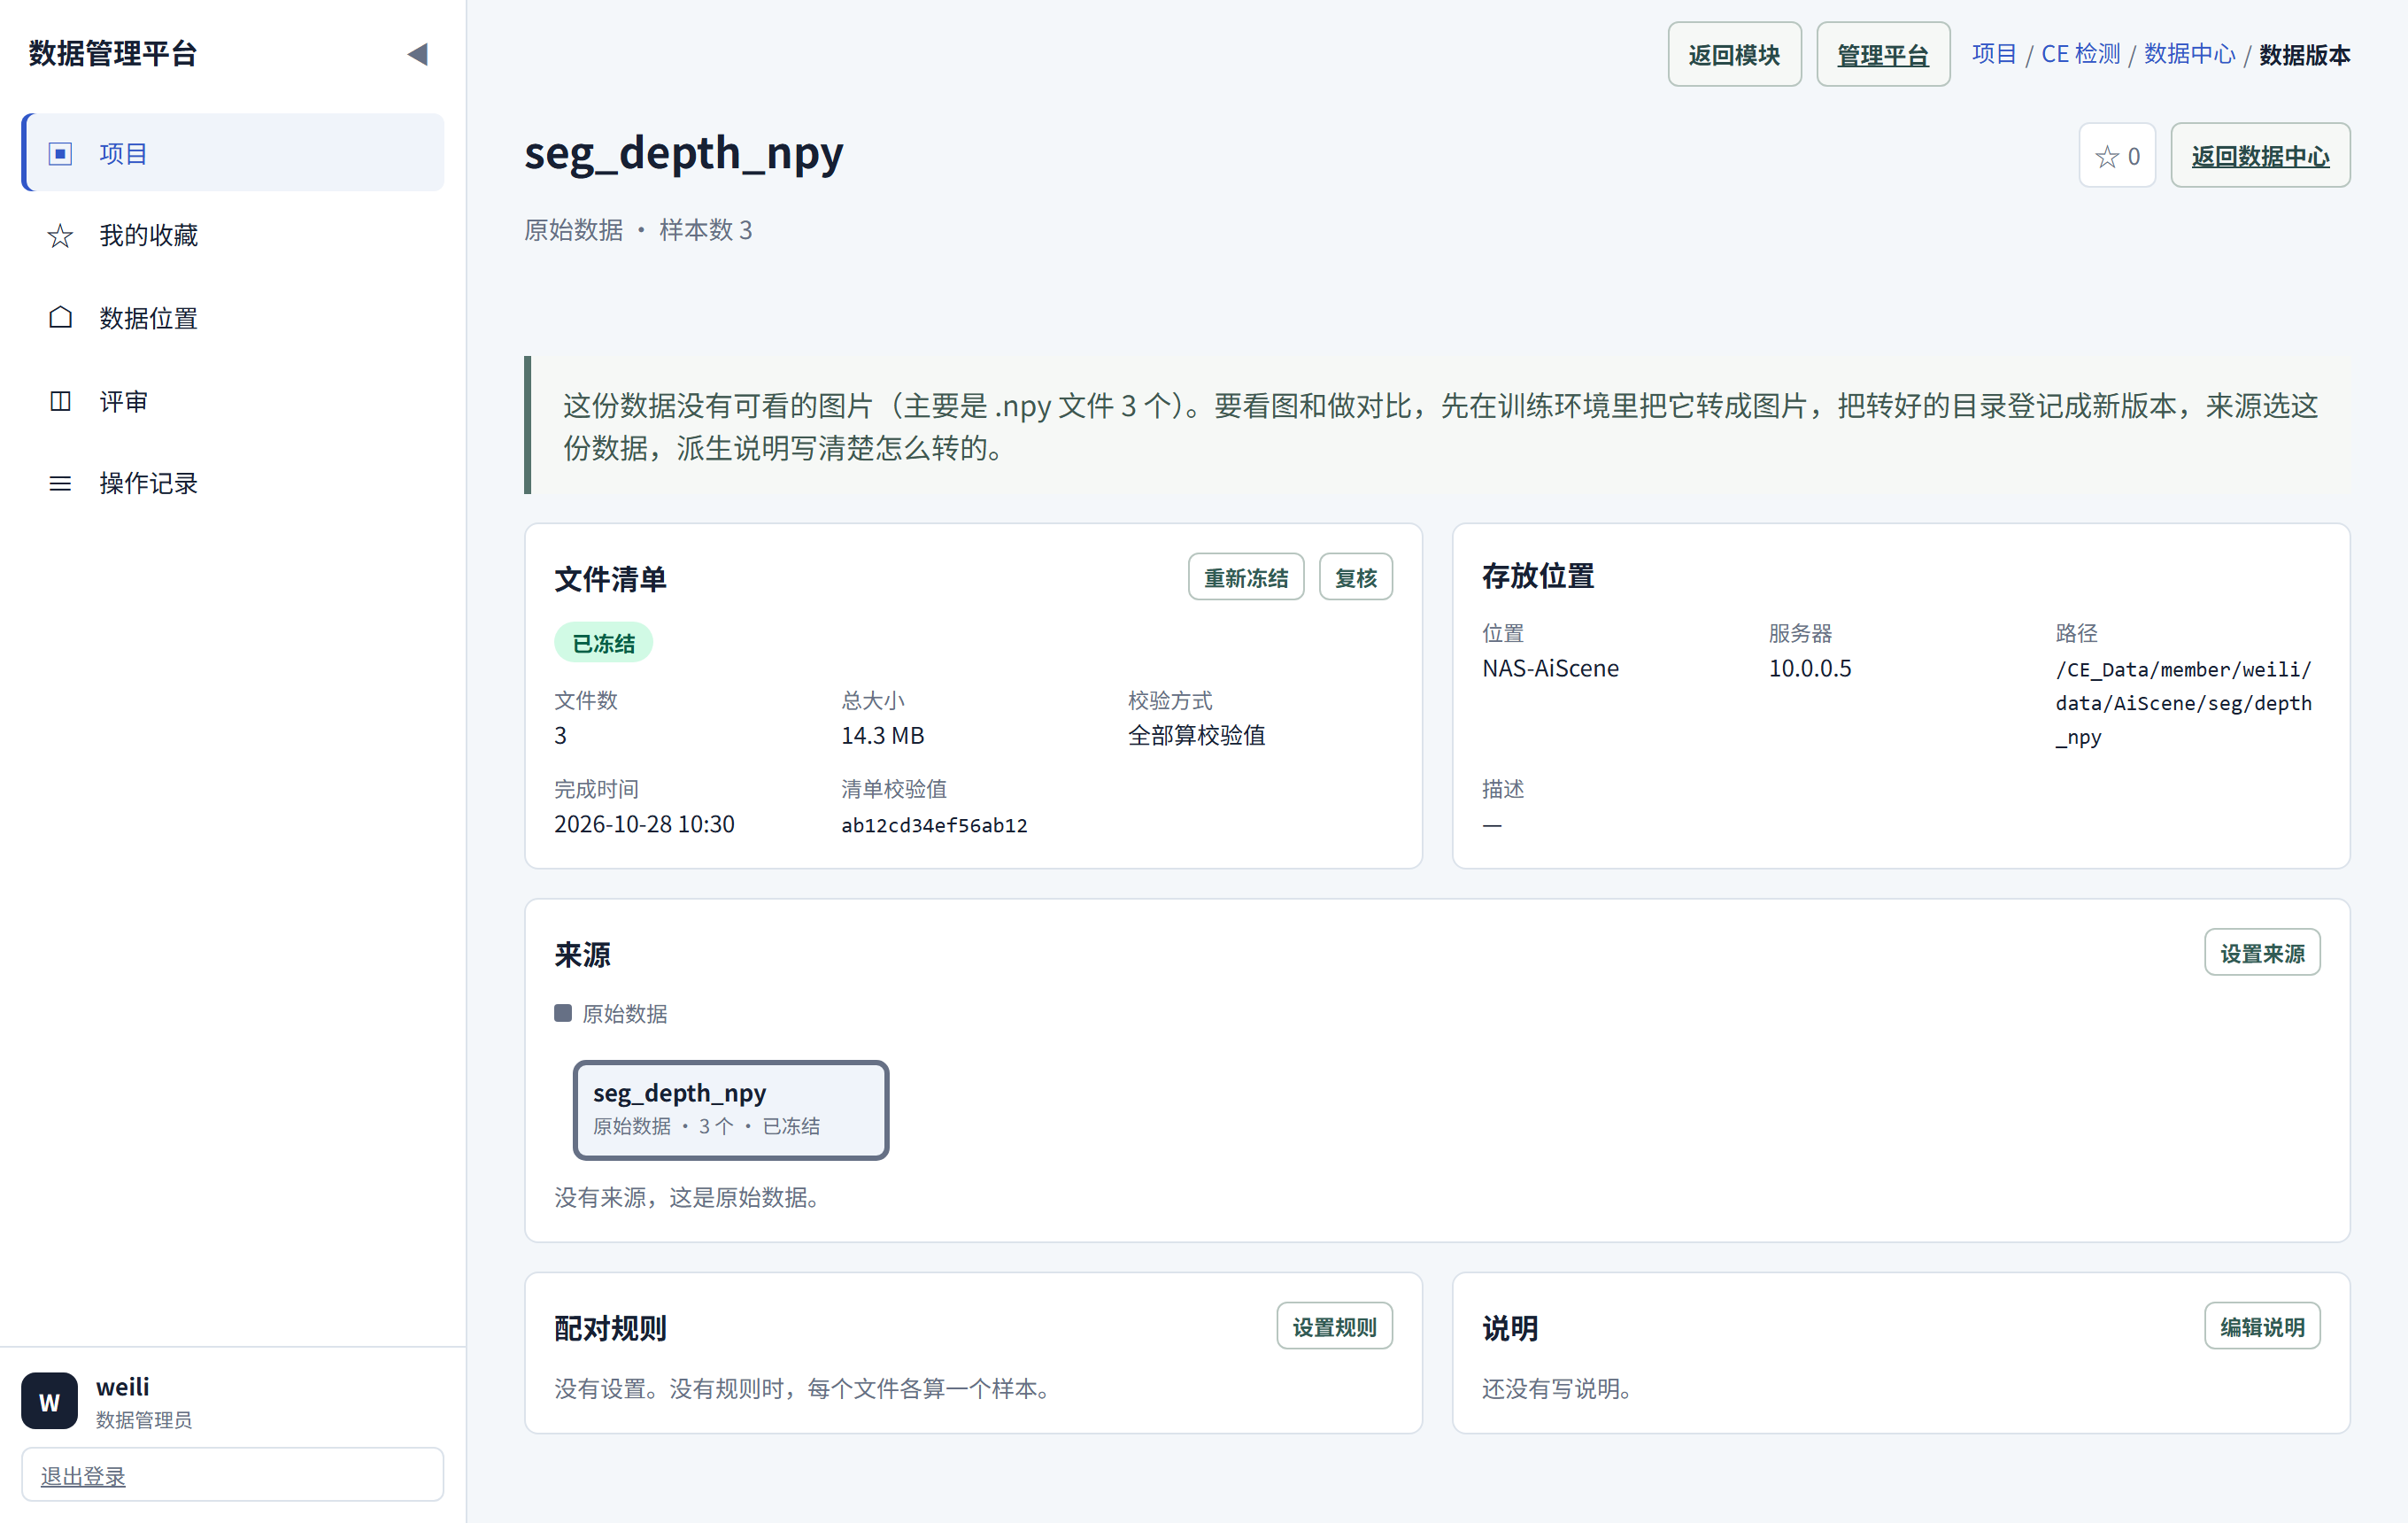 数据管理平台
项目
我的收藏
数据位置
评审
操作记录
weili
数据管理员
退出登录
W
返回模块
管理平台
项目 / CE 检测 / 数据中心 / 数据版本
seg_depth_npy
☆ 0
返回数据中心
原始数据 · 样本数 3
这份数据没有可看的图片（主要是 .npy 文件 3 个）。要看图和做对比，先在训练环境里把它转成图片，把转好的目录登记成新版本，来源选这
份数据，派生说明写清楚怎么转的。
文件清单
重新冻结
复核
已冻结
文件数
3
总大小
14.3 MB
校验方式
全部算校验值
完成时间
2026-10-28 10:30
清单校验值
ab12cd34ef56ab12
存放位置
位置
NAS-AiScene
服务器
10.0.0.5
路径
/CE_Data/member/weili/
data/AiScene/seg/depth
_npy
描述
—
来源
设置来源
原始数据
seg_depth_npy
原始数据 · 3 个 · 已冻结
没有来源，这是原始数据。
配对规则
设置规则
没有设置。没有规则时，每个文件各算一个样本。
说明
编辑说明
还没有写说明。